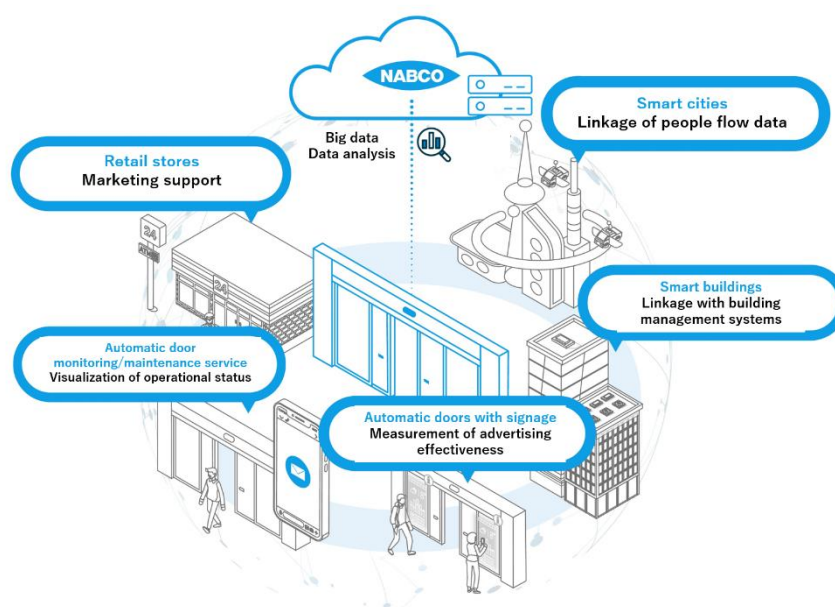 NABCO
Big data
Data analysis
Smart cities
Linkage of people flow data
Retail stores
Marketing support
24
24
Smart buildings
Linkage with building
management systems
Automatic door
monitoring/maintenance service
Visualization of operational status
Automatic doors with signage
Measurement of advertising
effectiveness